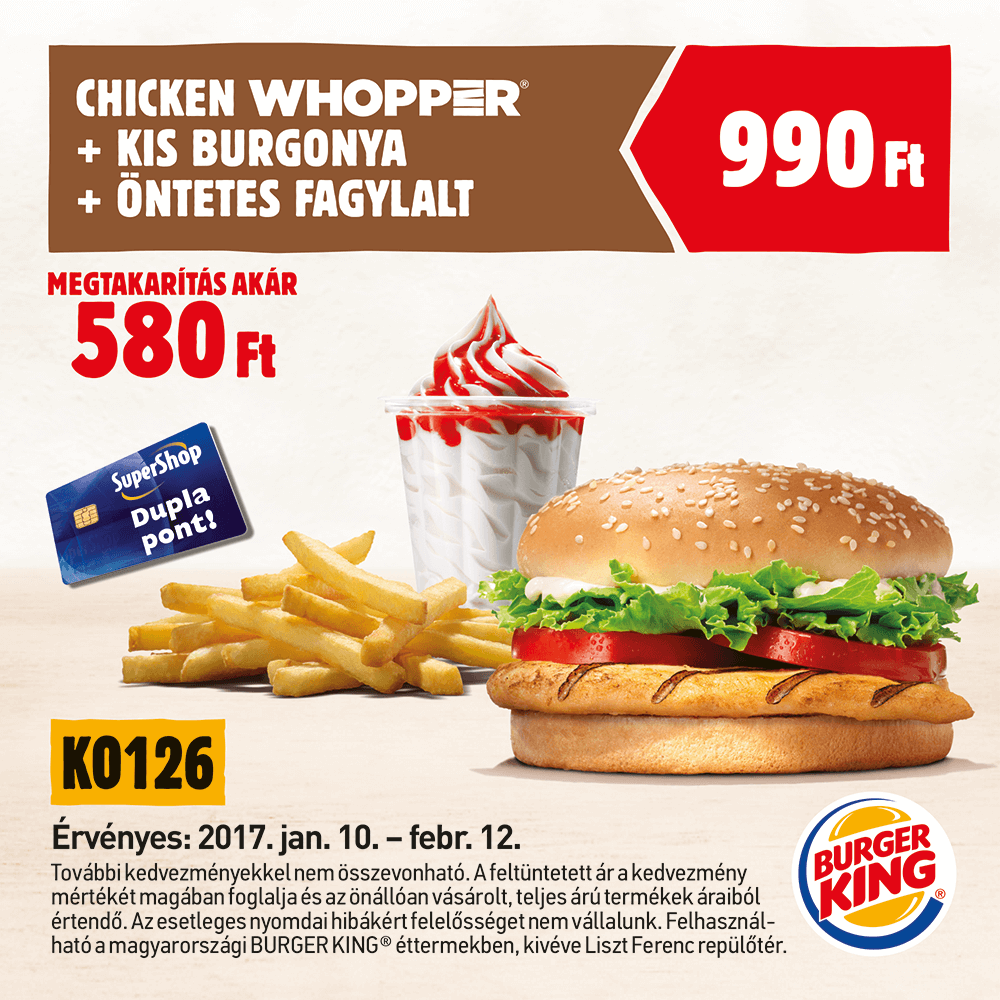 CHICKEN WHOPPER®
+ KIS BURGONYA
+ ÖNTETES FAGYLALT
990 Ft
MEGTAKARÍTÁS AKÁR
580 Ft
SuperShop
Dupla
pont!
K0126
Érvényes: 2017. jan. 10. – febr. 12.
További kedvezményekkel nem összevonható. A feltüntetett ár a kedvezmény
mértékét magában foglalja és az önállóan vásárolt, teljes árú termékek áraiból
értendő. Az esetleges nyomdai hibákért felelősséget nem vállalunk. Felhasznál-
ható a magyarországi BURGER KING® éttermekben, kivéve Liszt Ferenc repülőtér.
BURGER
KING®